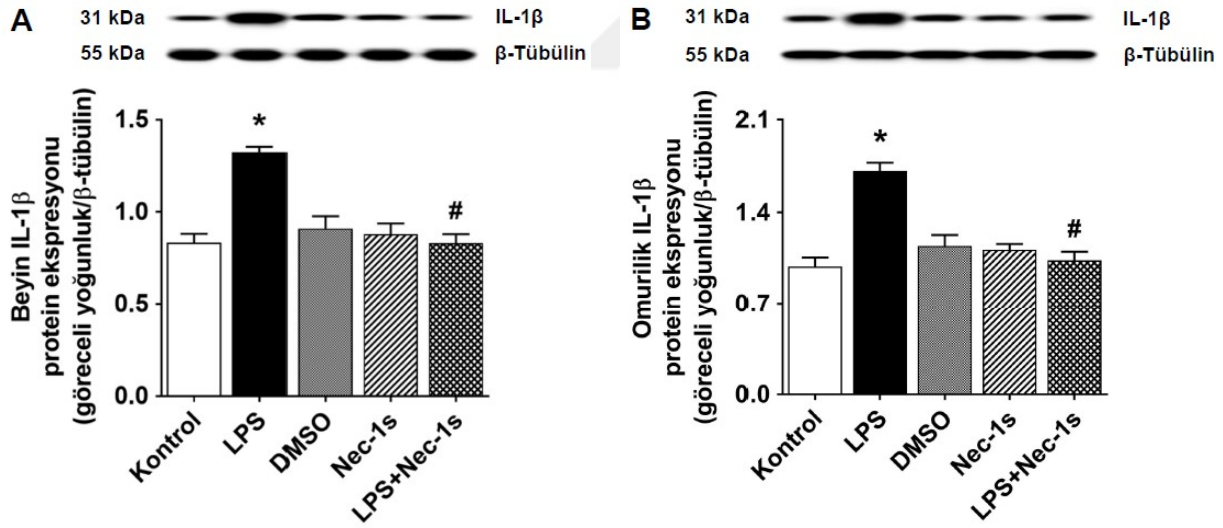 A
31 kDa
IL-1β
55 kDa
β-Tübülin
Beyin IL-1β
protein ekspresyonu
(göreceli yoğunluk/β-tübülin)
1.5
1.0
0.5
0.0
*
#
Kontrol
LPS
DMSO
Nec-1s
LPS+Nec-1s
B
31 kDa
IL-1β
55 kDa
β-Tübülin
Omurilik IL-1β
protein ekspresyonu
(göreceli yoğunluk/β-tübülin)
2.1
1.4
0.7
0.0
*
#
Kontrol
LPS
DMSO
Nec-1s
LPS+Nec-1s